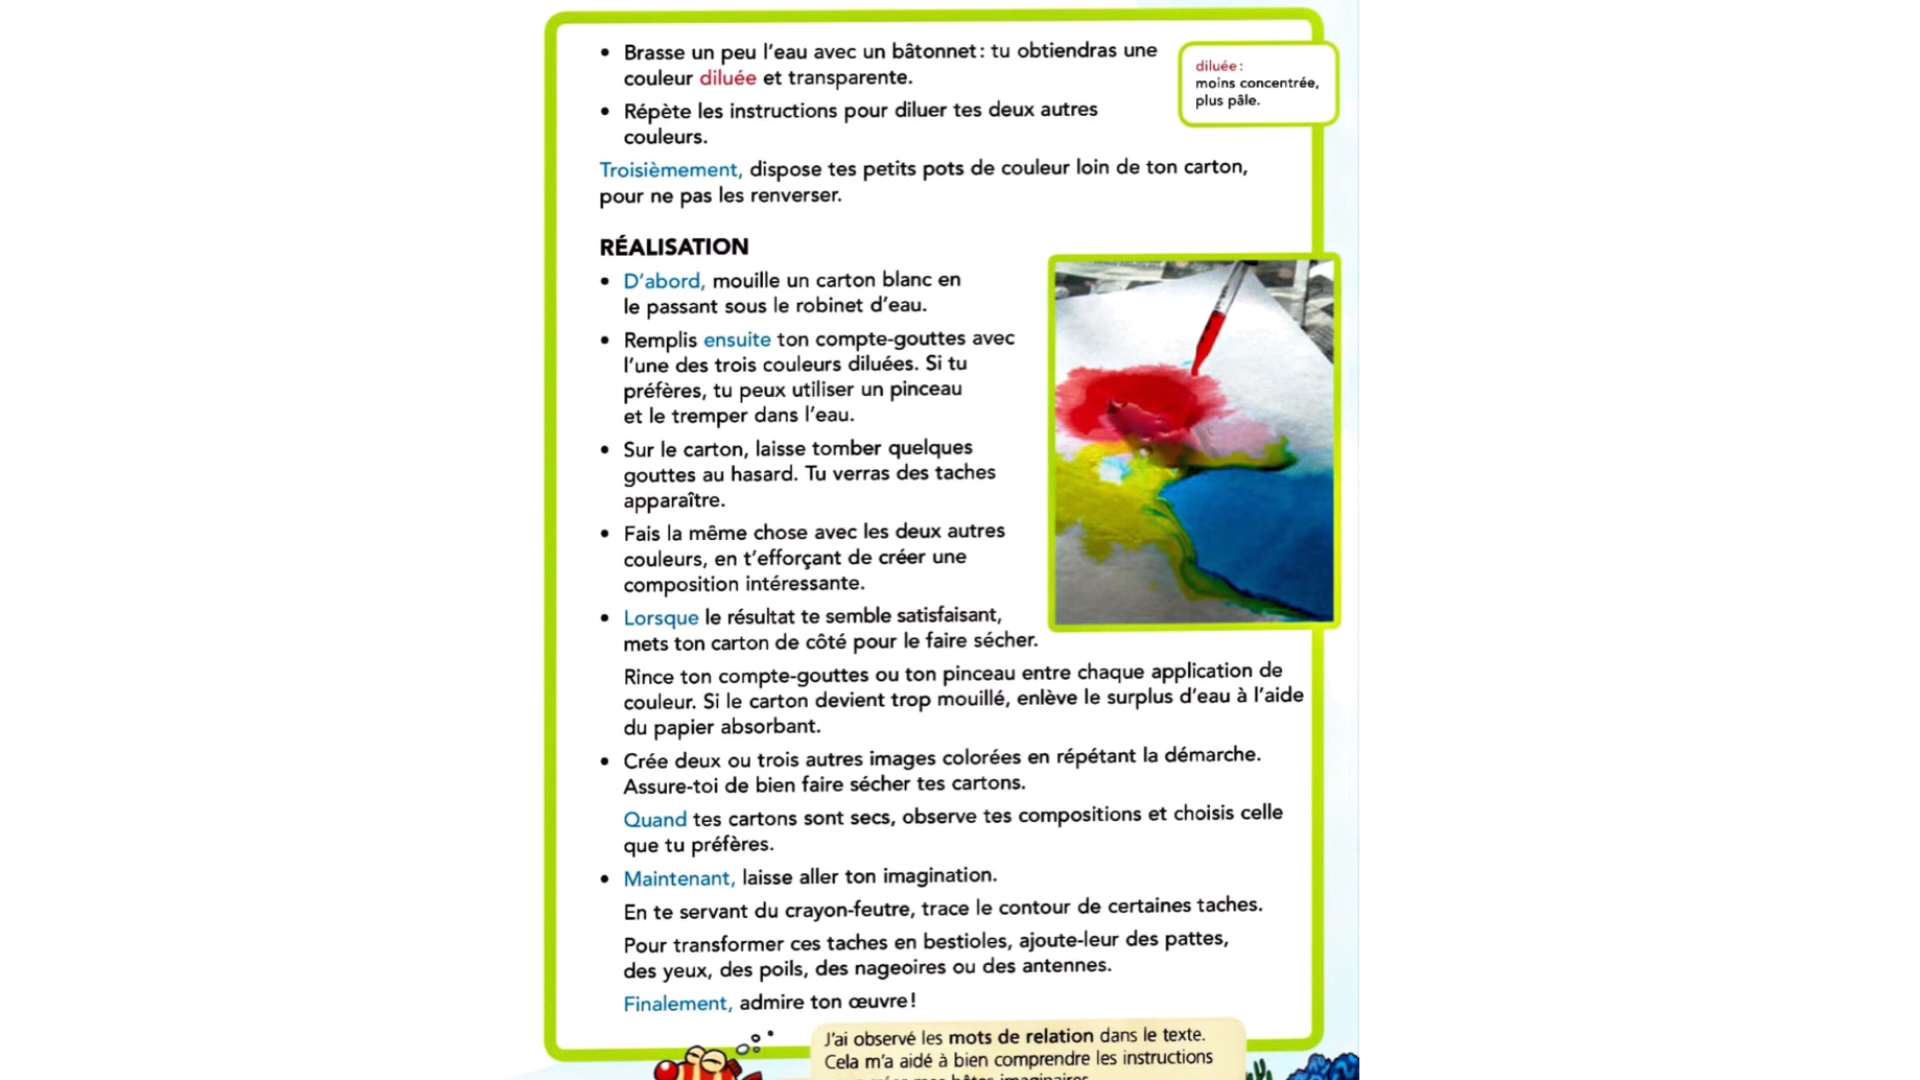 • Brasse un peu l'eau avec un bâtonnet : tu obtiendras une
couleur diluée et transparente.
• Répète les instructions pour diluer tes deux autres
couleurs.
diluée :
moins concentrée,
plus pâle.
Troisièmement, dispose tes petits pots de couleur loin de ton carton,
pour ne pas les renverser.
RÉALISATION
• D'abord, mouille un carton blanc en
le passant sous le robinet d'eau.
• Remplis ensuite ton compte-gouttes avec
l'une des trois couleurs diluées. Si tu
préfères, tu peux utiliser un pinceau
et le tremper dans l'eau.
• Sur le carton, laisse tomber quelques
gouttes au hasard. Tu verras des taches
apparaître.
• Fais la même chose avec les deux autres
couleurs, en t'efforçant de créer une
composition intéressante.
• Lorsque le résultat te semble satisfaisant,
mets ton carton de côté pour le faire sécher.
Rince ton compte-gouttes ou ton pinceau entre chaque application de
couleur. Si le carton devient trop mouillé, enlève le surplus d'eau à l'aide
du papier absorbant.
• Crée deux ou trois autres images colorées en répétant la démarche.
Assure-toi de bien faire sécher tes cartons.
Quand tes cartons sont secs, observe tes compositions et choisis celle
que tu préfères.
• Maintenant, laisse aller ton imagination.
En te servant du crayon-feutre, trace le contour de certaines taches.
Pour transformer ces taches en bestioles, ajoute-leur des pattes,
des yeux, des poils, des nageoires ou des antennes.
Finalement, admire ton œuvre !
J'ai observé les mots de relation dans le texte.
Cela m'a aidé à bien comprendre les instructions